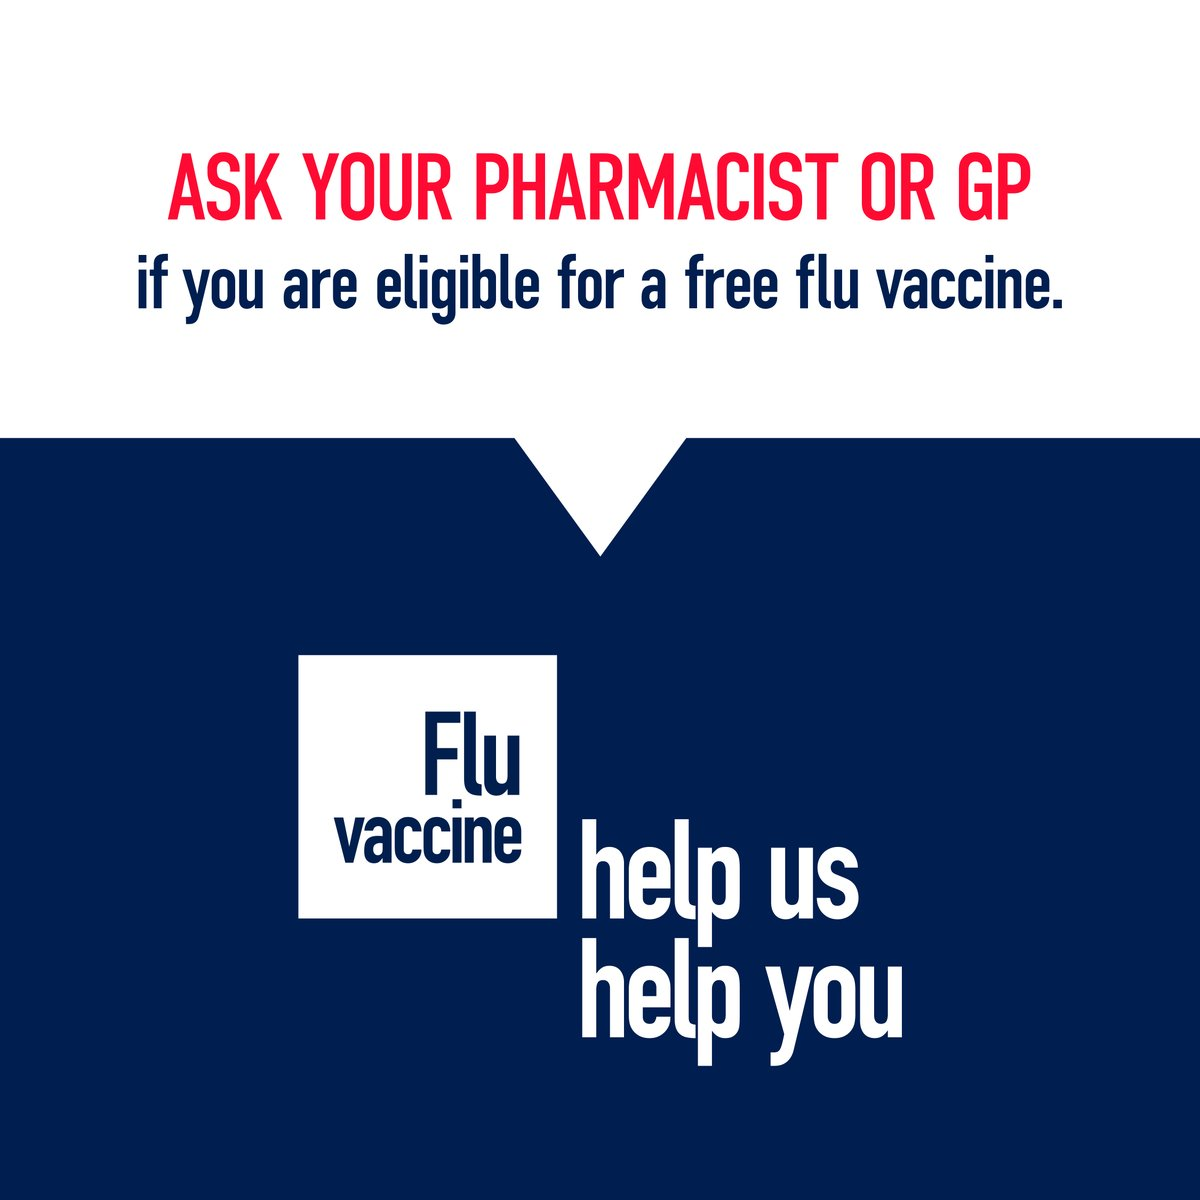 ASK YOUR PHARMACIST OR GP
if you are eligible for a free flu vaccine.
Flu
vaccine
help us
help you